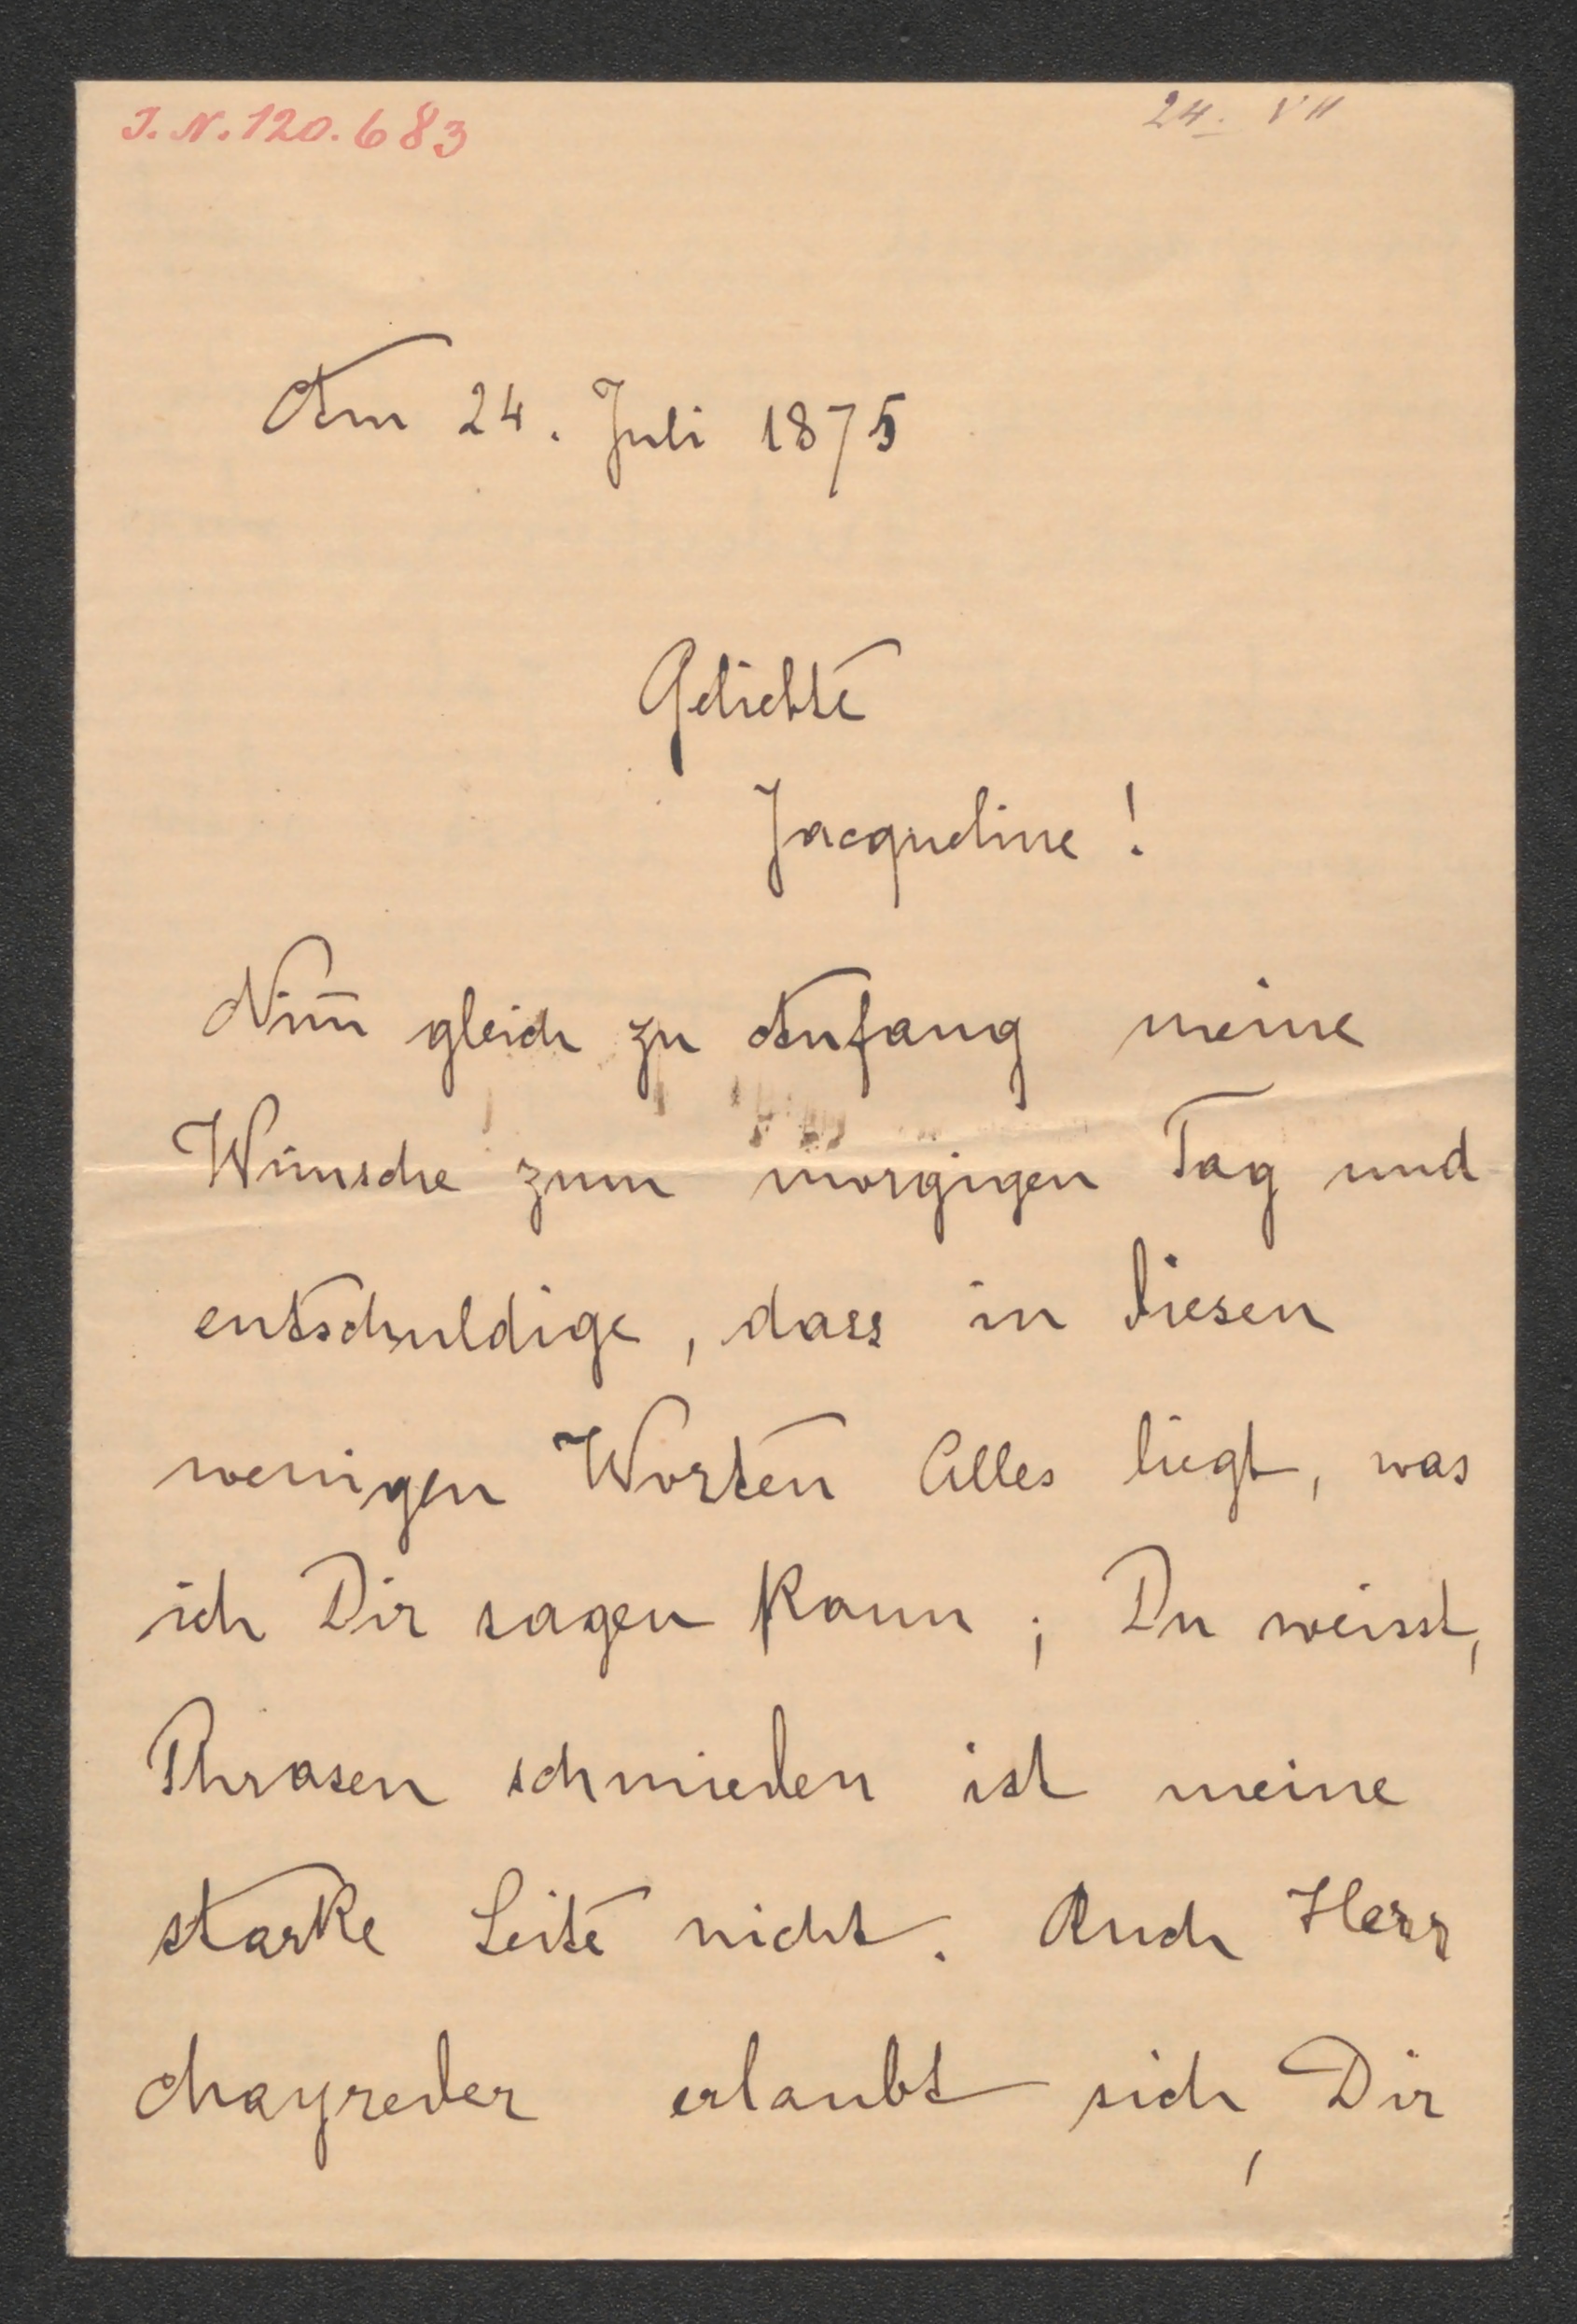 J. N. 120.683
24. VII
Am 24. Juli 1875
Geliebte
Jacqueline !
Nim̅ gleich zu Anfang meine
Wünsche zum morgigen Tag und
entschuldige, dass in diesen
wenigen Worten Alles liegt, was
ich Dir sagen kann ; Du weisst,
Phrasen schmieden ist meine
starke Seite nicht. Auch Herr
Mayreder erlaubt sich, Dir